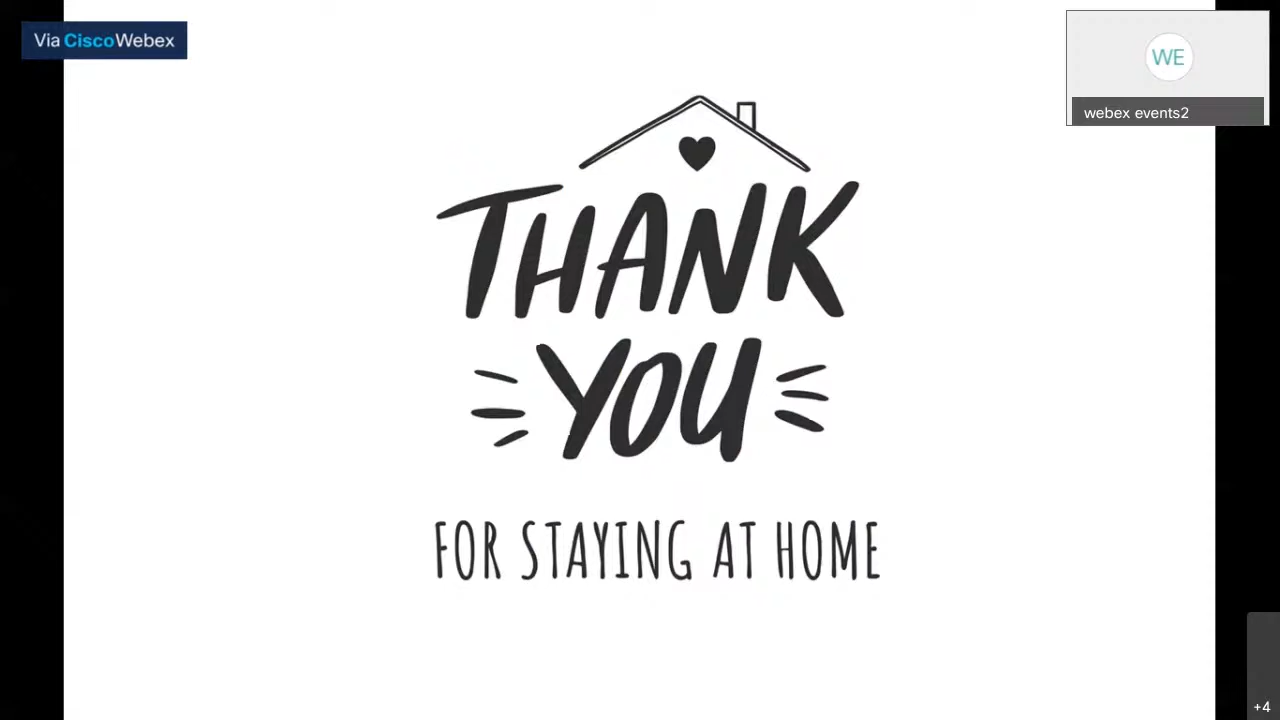 Via CiscoWebex
WE
webex events2
THANK
YOU
FOR STAYING AT HOME
+4